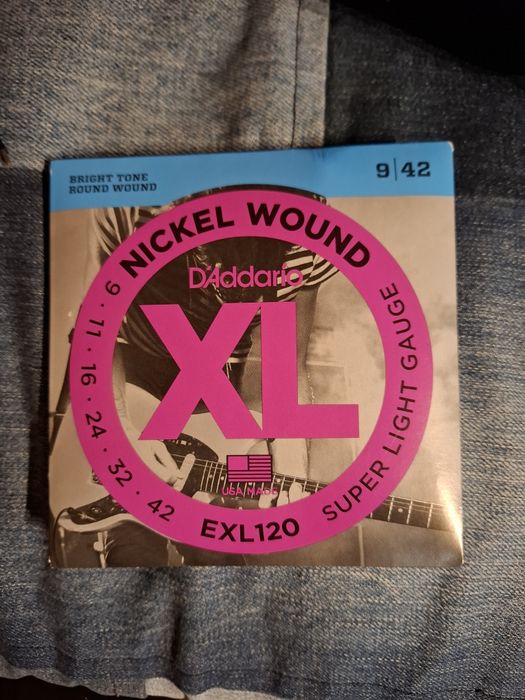 BRIGHT TONE
ROUND WOUND
9|42
NICKEL WOUND
D'Addario
XL
USA MADE
9 · 11 · 16 · 24 · 32 · 42
EXL120
SUPER LIGHT GAUGE